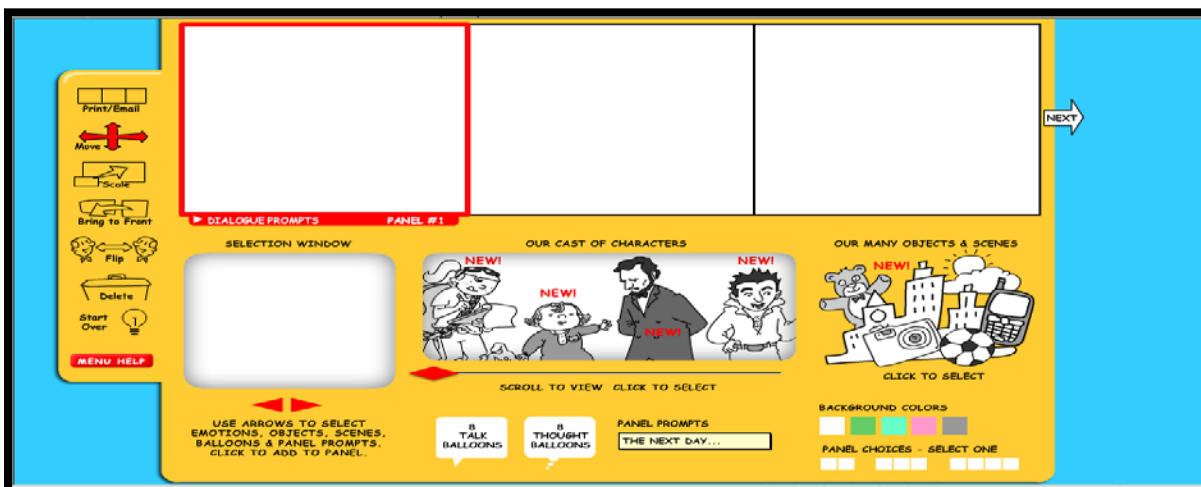 Print/Email
Move
Scale
Bring to Front
Flip
Delete
Start
Over
MENU HELP
DIALOGUE PROMPTS PANEL #1
NEXT
SELECTION WINDOW
USE ARROWS TO SELECT
EMOTIONS, OBJECTS, SCENES,
BALLOONS & PANEL PROMPTS.
CLICK TO ADD TO PANEL.
OUR CAST OF CHARACTERS
NEW!
NEW!
NEW!
NEW!
SCROLL TO VIEW CLICK TO SELECT
8
TALK
BALLOONS
8
THOUGHT
BALLOONS
PANEL PROMPTS
THE NEXT DAY...
OUR MANY OBJECTS & SCENES
NEW!
CLICK TO SELECT
BACKGROUND COLORS
PANEL CHOICES - SELECT ONE